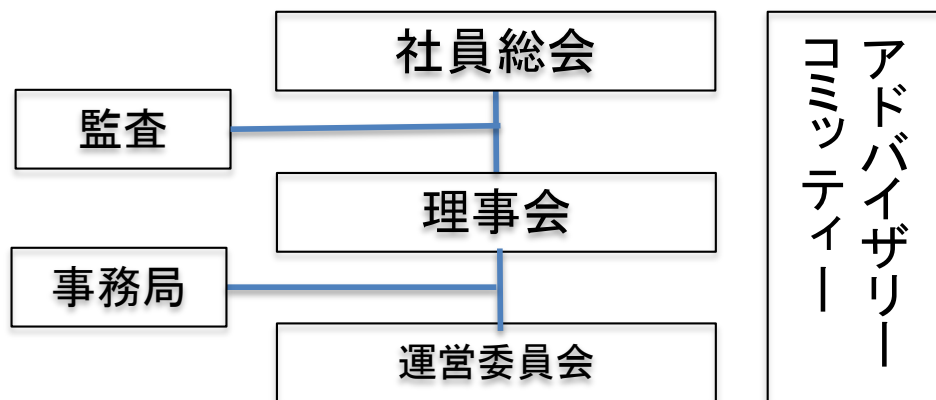 社員総会
監査
理事会
事務局
運営委員会
アドバイザリー
コミッティー